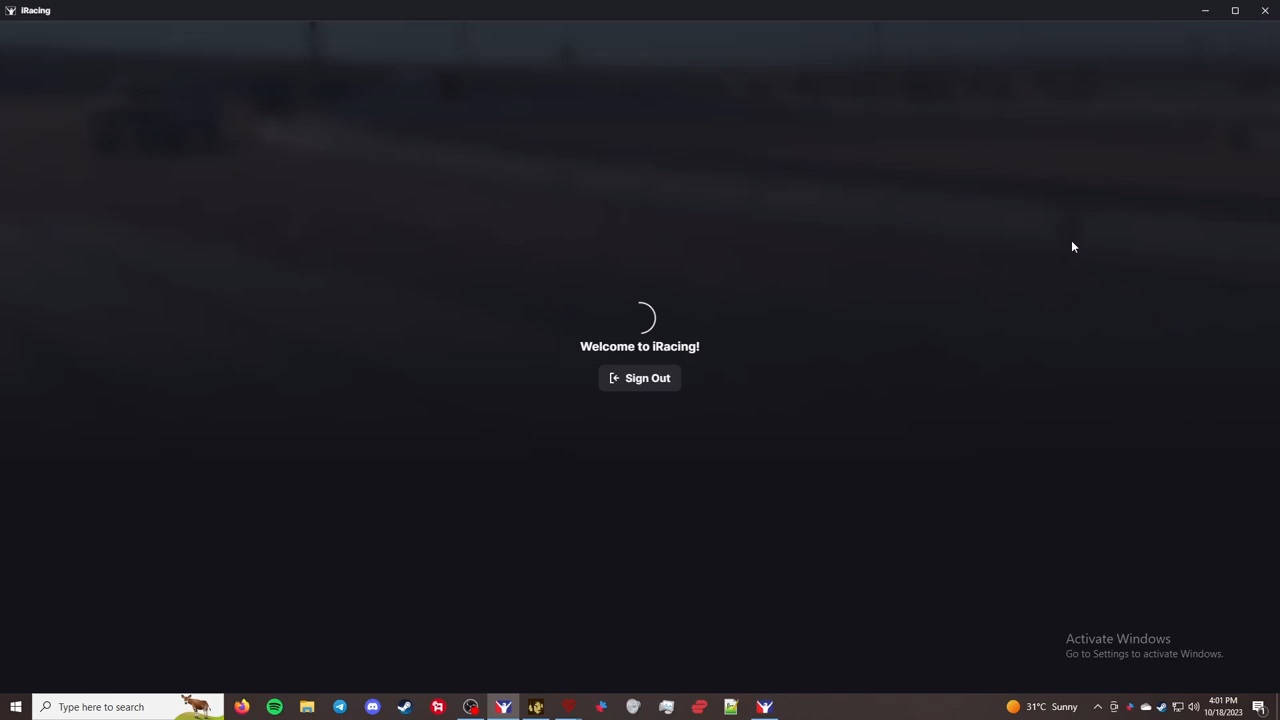 iRacing
Welcome to iRacing!
Sign Out
Activate Windows
Go to Settings to activate Windows.
Type here to search
31°C Sunny
4:01 PM
10/18/2023
1